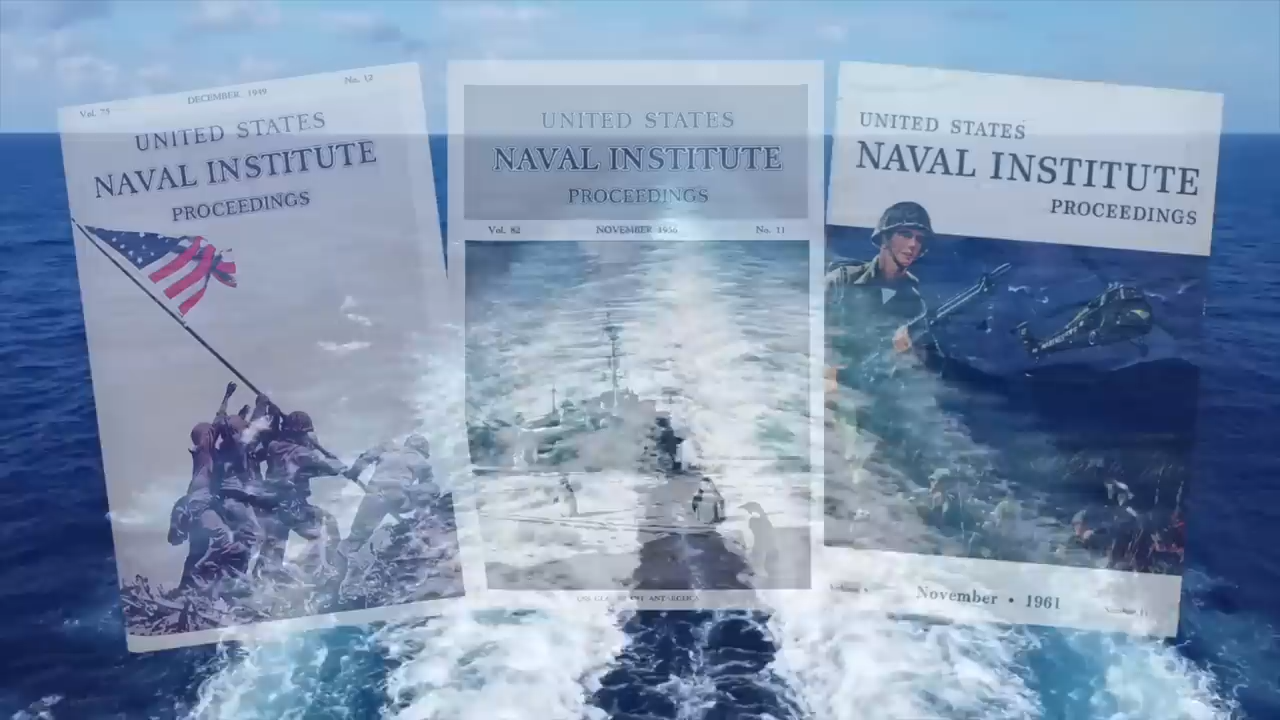 Vol. 75
DECEMBER, 1949
No. 12
UNITED STATES
NAVAL INSTITUTE
PROCEEDINGS
UNITED STATES
NAVAL INSTITUTE
PROCEEDINGS
Vol. 82
NOVEMBER 1956
No. 11
UNITED STATES
NAVAL INSTITUTE
PROCEEDINGS
November • 1961